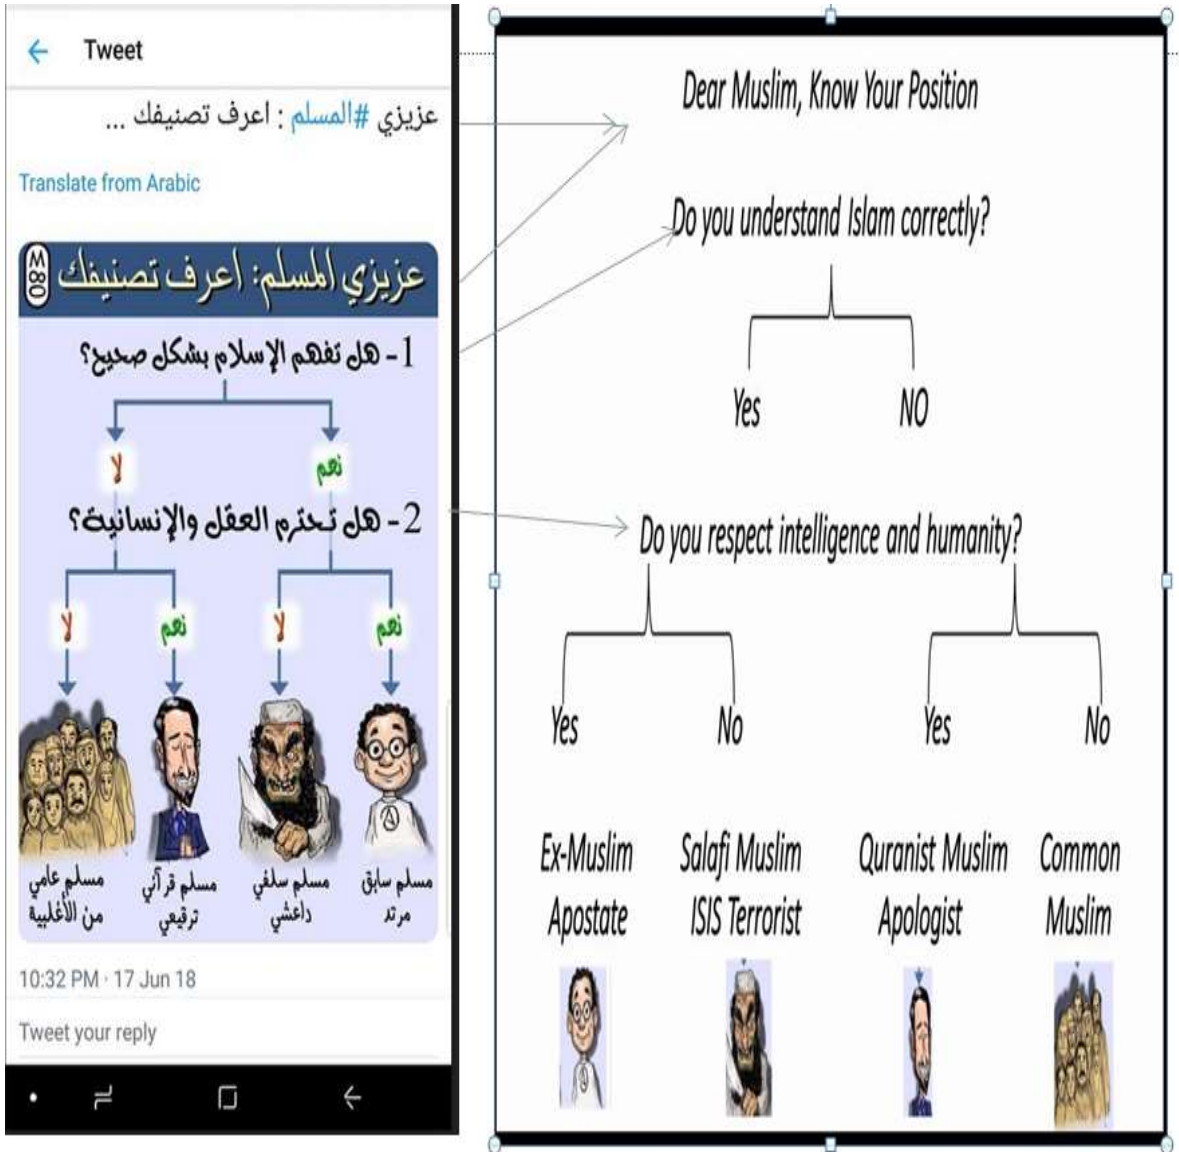 Tweet
عزيزي #المسلم : اعرف تصنيفك ...
Translate from Arabic
عزيزي المسلم: اعرف تصنيفك
M80
1- هل تفهم الإسلام بشكل صحيح؟
لا
نعم
2- هل تحترم العقل والإنسانية؟
لا
نعم
لا
نعم
مسلم عامي
من الأغلبية
مسلم قرآني
ترقيعي
مسلم سلفي
داعشي
مسلم سابق
مرتد
10:32 PM · 17 Jun 18
Tweet your reply
Dear Muslim, Know Your Position
Do you understand Islam correctly?
Yes
NO
Do you respect intelligence and humanity?
Yes
No
Yes
No
Ex-Muslim
Apostate
Salafi Muslim
ISIS Terrorist
Quranist Muslim
Apologist
Common
Muslim